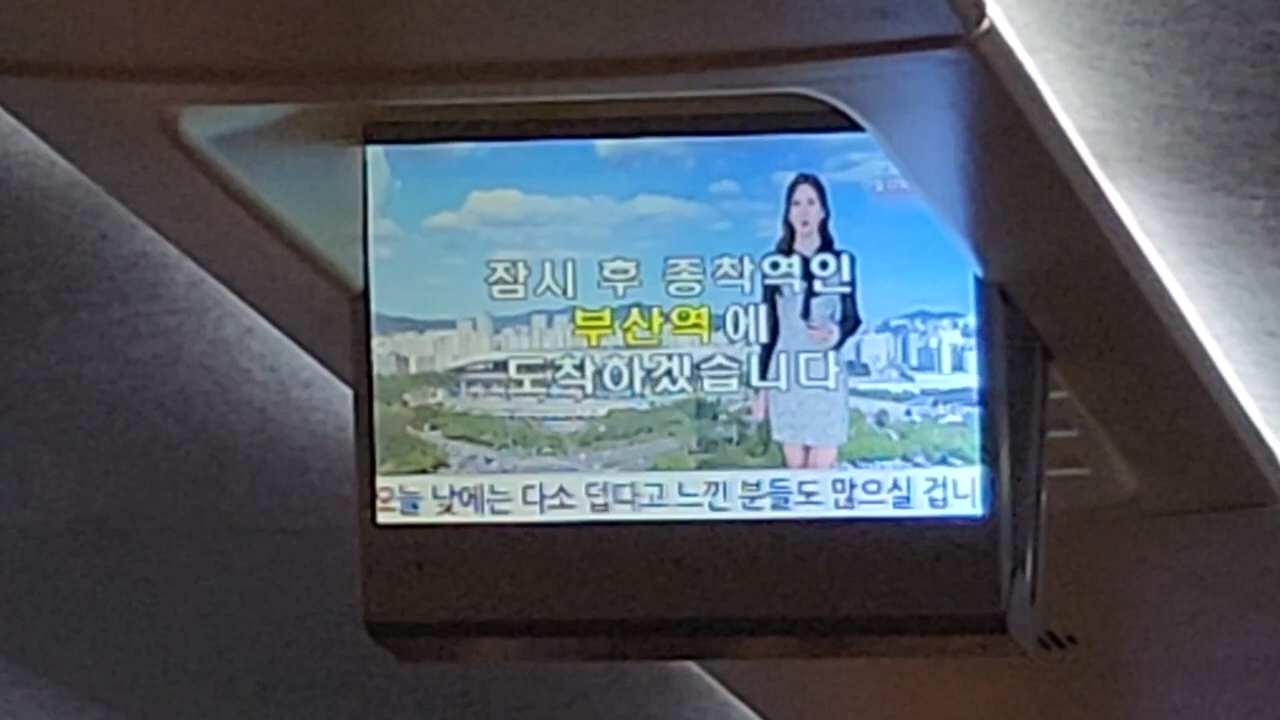 잠시 후 종착역인
부산역에
도착하겠습니다
오늘 낮에는 다소 덥다고 느낀 분들도 많으실 겁니